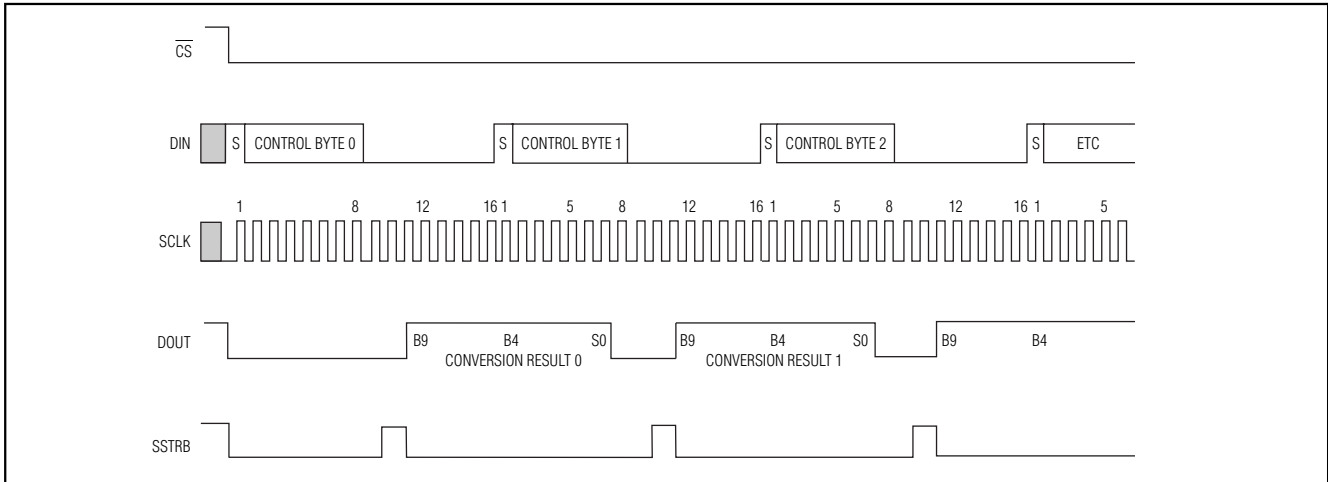 CS
DIN S CONTROL BYTE 0 S CONTROL BYTE 1 S CONTROL BYTE 2 S ETC
1 8 12 16 1 5 8 12 16 1 5 8 12 16 1 5
SCLK
DOUT B9 B4 S0 B9 B4 S0 B9 B4
CONVERSION RESULT 0 CONVERSION RESULT 1
SSTRB